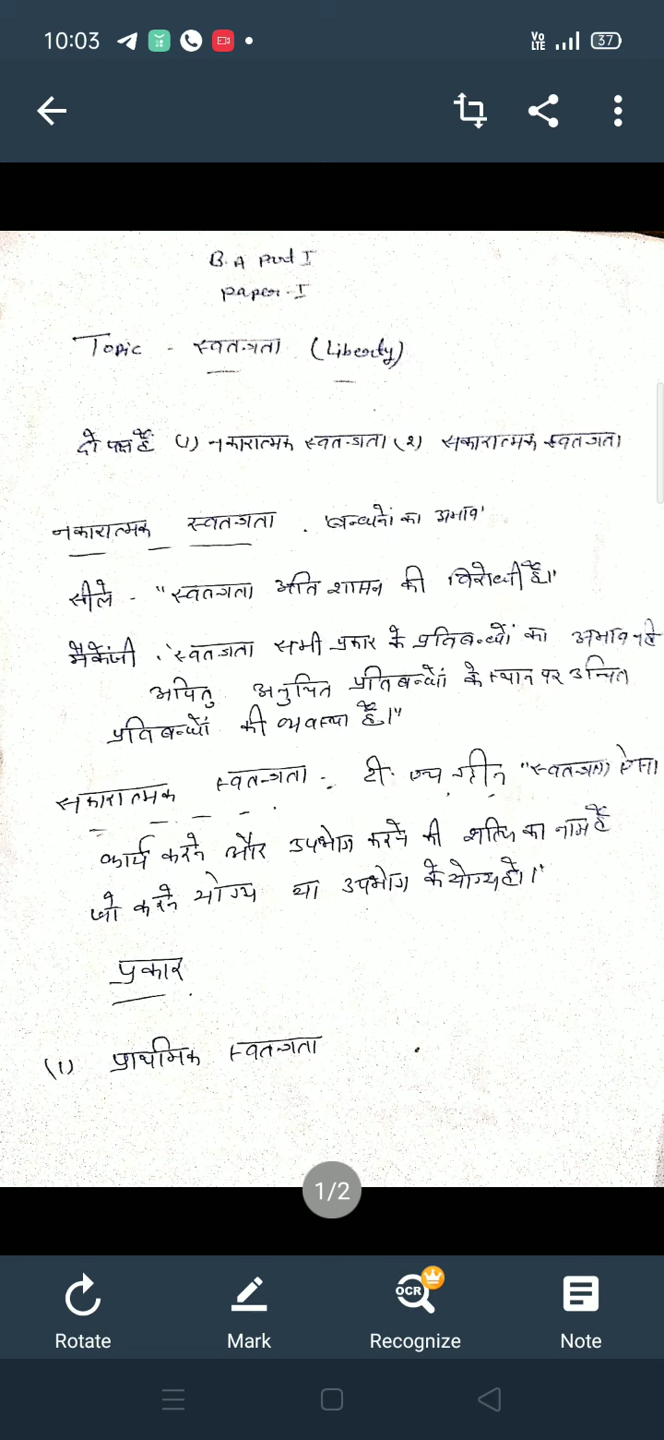 10:03
Vo LTE
37
B.A Part I
Paper-I
Topic - स्वतन्त्रता (Liberty)
दो पक्ष हैं (1) नकारात्मक स्वतन्त्रता (2) सकारात्मक स्वतन्त्रता
नकारात्मक स्वतन्त्रता . 'बन्धनों का अभाव'
सीले - "स्वतन्त्रता अति शासन की विरोधी है।"
मैकेंजी . "स्वतन्त्रता सभी प्रकार के प्रतिबन्धों का अभाव नहीं
अपितु अनुचित प्रतिबन्धों के स्थान पर उचित
प्रतिबन्धों की व्यवस्था है।"
सकारात्मक स्वतन्त्रता - टी. एच ग्रीन "स्वतन्त्रता ऐसा
कार्य करने और उपभोग करने की शक्ति का नाम है
जो करने योग्य या उपभोग के योग्य हो।"
प्रकार
(1) प्राथमिक स्वतन्त्रता
1/2
OCR
Rotate Mark Recognize Note